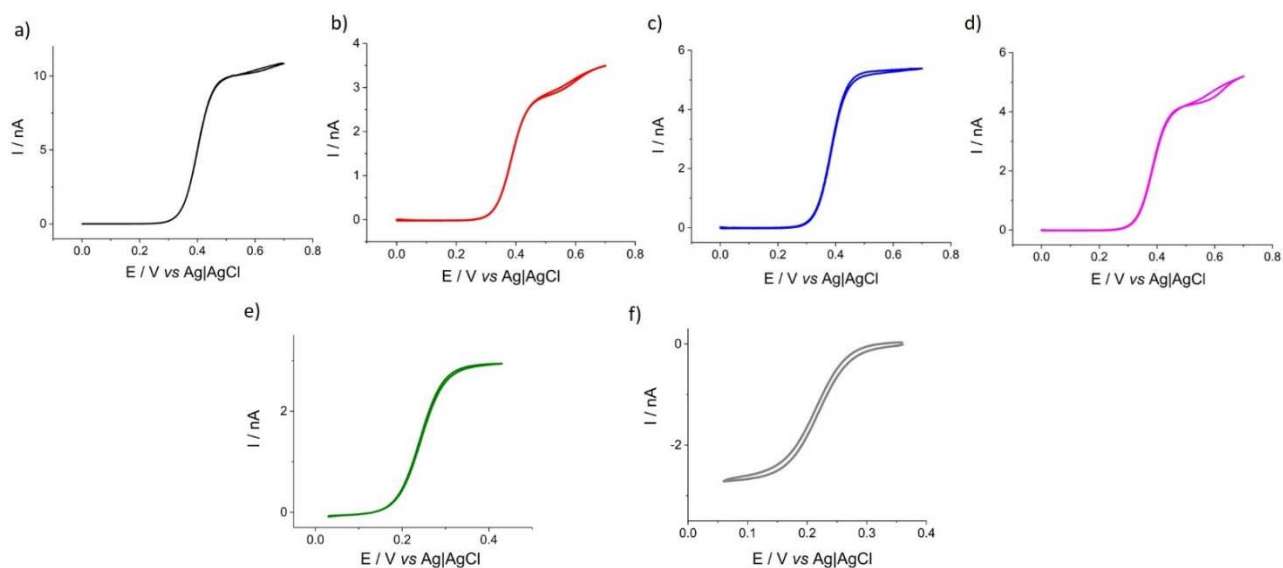 a)
10
5
0
I / nA
0.0 0.2 0.4 0.6 0.8
E / V vs Ag|AgCl
b)
4
3
2
1
0
I / nA
0.0 0.2 0.4 0.6 0.8
E / V vs Ag|AgCl
c)
6
4
2
0
I / nA
0.0 0.2 0.4 0.6 0.8
E / V vs Ag|AgCl
d)
6
4
2
0
I / nA
0.0 0.2 0.4 0.6 0.8
E / V vs Ag|AgCl
e)
2
0
I / nA
0.0 0.2 0.4
E / V vs Ag|AgCl
f)
0
-2
I / nA
0.0 0.1 0.2 0.3 0.4
E / V vs Ag|AgCl